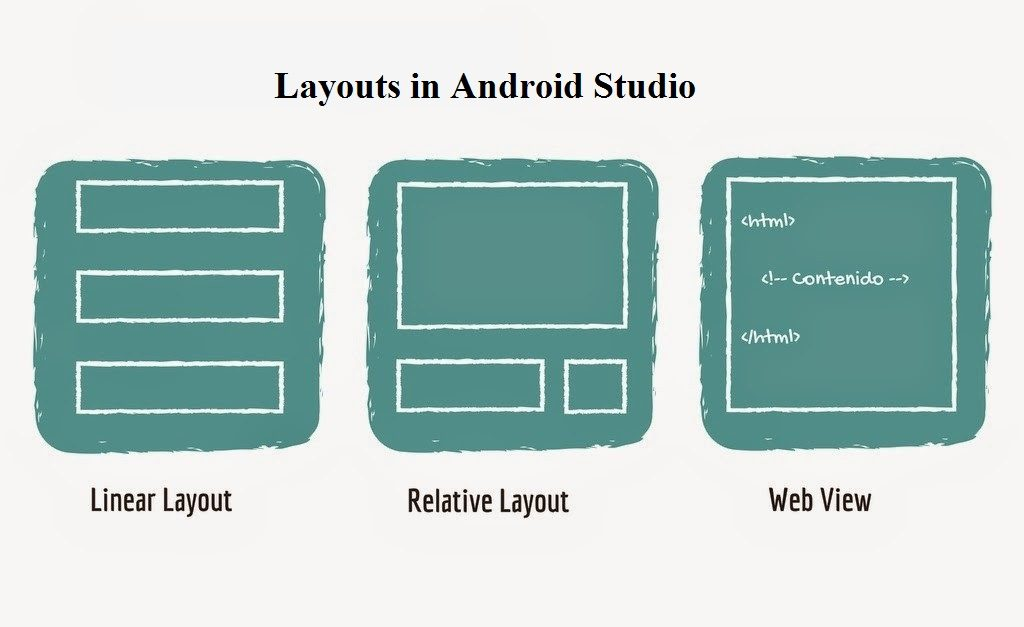 Layouts in Android Studio
<html>
<!-- Contenido -->
</html>
Linear Layout
Relative Layout
Web View